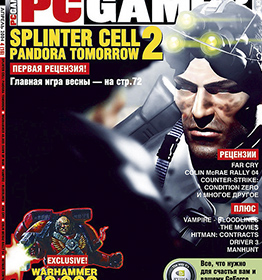 PC GAMER
SPLINTER CELL 2
PANDORA TOMORROW
ПЕРВАЯ РЕЦЕНЗИЯ!
Главная игра весны — на стр.72
РЕЦЕНЗИИ
FAR CRY
COLIN McRAE RALLY 04
COUNTER-STRIKE:
CONDITION ZERO
И МНОГОЕ ДРУГОЕ
ПЛЮС
VAMPIRE - BLOODLINES
THE MOVIES
HITMAN: CONTRACTS
DRIVER 3
MANHUNT
EXCLUSIVE!
WARHAMMER
Все, что нужно
для счастья вам и